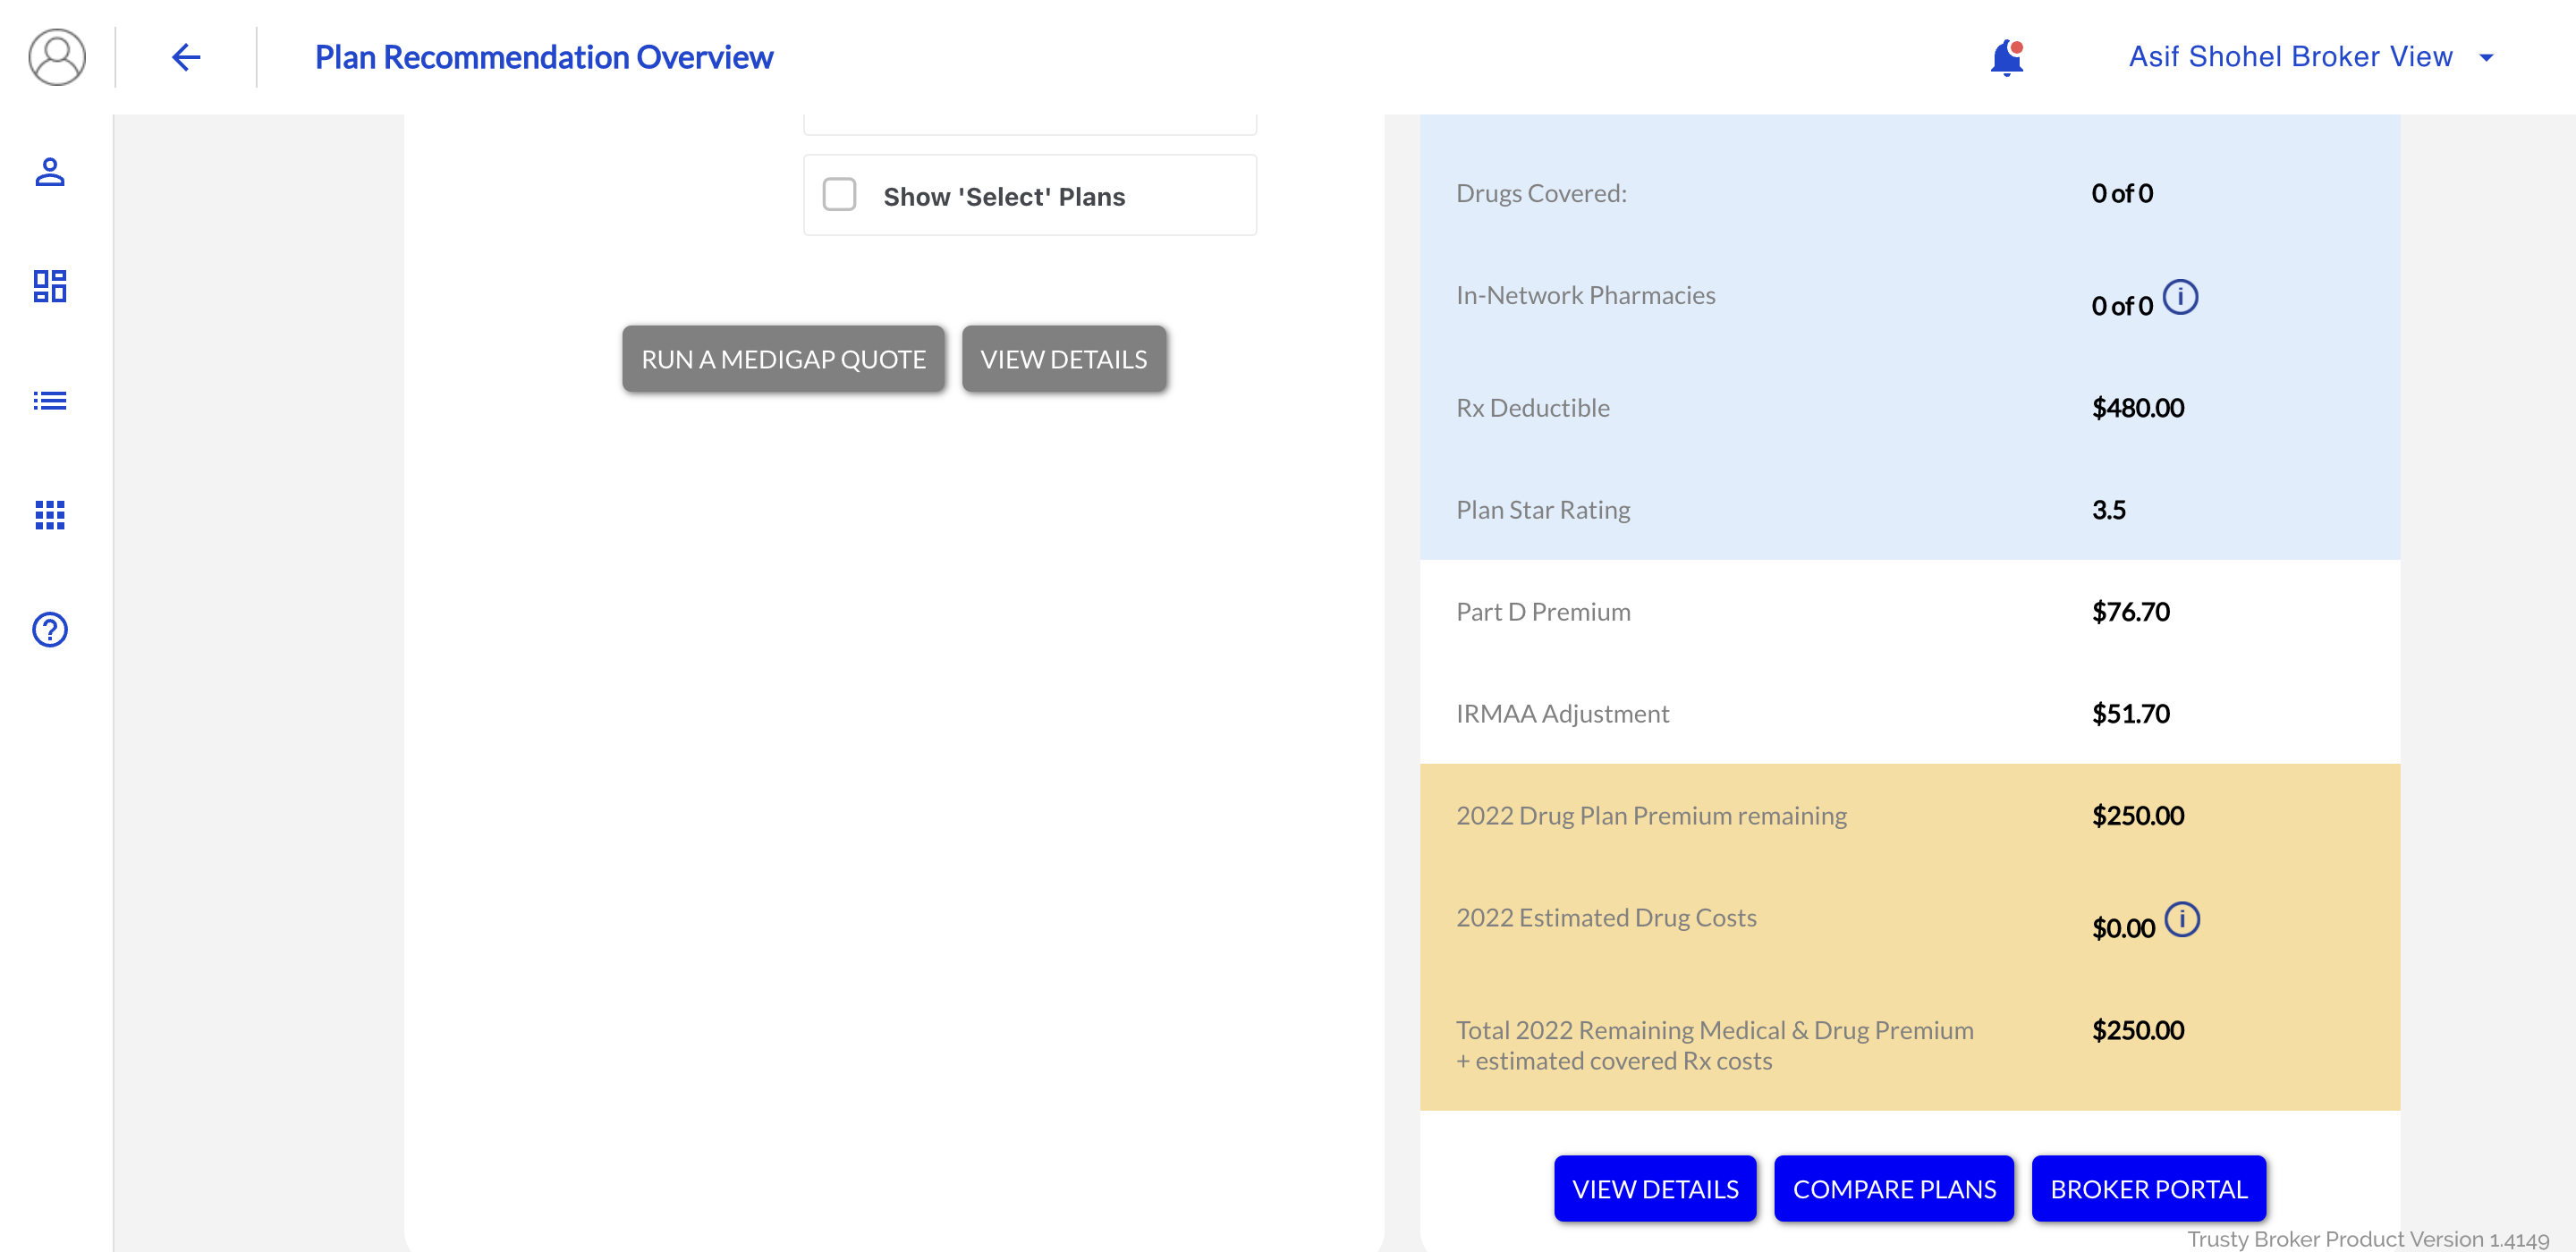 Plan Recommendation Overview
Asif Shohel Broker View
Show 'Select' Plans
RUN A MEDIGAP QUOTE
VIEW DETAILS
Drugs Covered:
0 of 0
In-Network Pharmacies
0 of 0
Rx Deductible
$480.00
Plan Star Rating
3.5
Part D Premium
$76.70
IRMAA Adjustment
$51.70
2022 Drug Plan Premium remaining
$250.00
2022 Estimated Drug Costs
$0.00
Total 2022 Remaining Medical & Drug Premium
+ estimated covered Rx costs
$250.00
VIEW DETAILS
COMPARE PLANS
BROKER PORTAL
Trusty Broker Product Version 1.4149